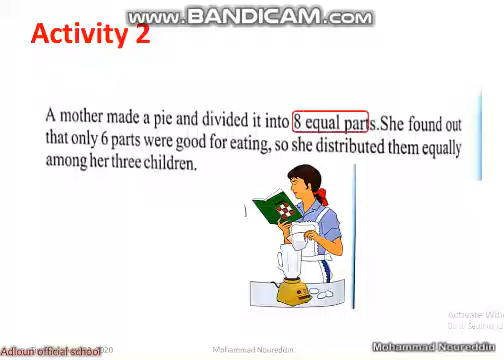 www.BANDICAM.com
Activity 2
A mother made a pie and divided it into 8 equal parts. She found out
that only 6 parts were good for eating, so she distributed them equally
among her three children.
Activate Win
Mohammad Noureddin
Adloun official school
2020
Mohammad Noureddin.